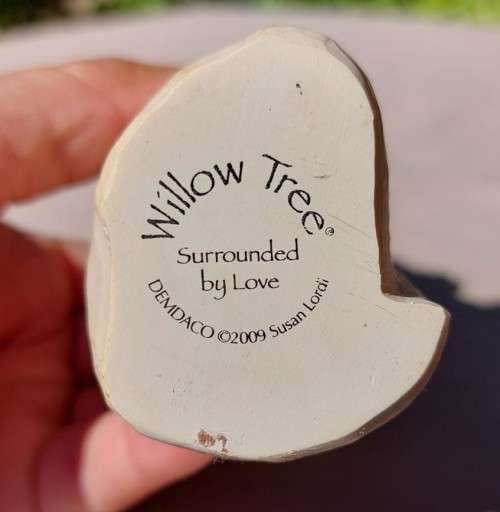 Willow Tree®
Surrounded
by Love
DEMDACO ©2009 Susan Lordi